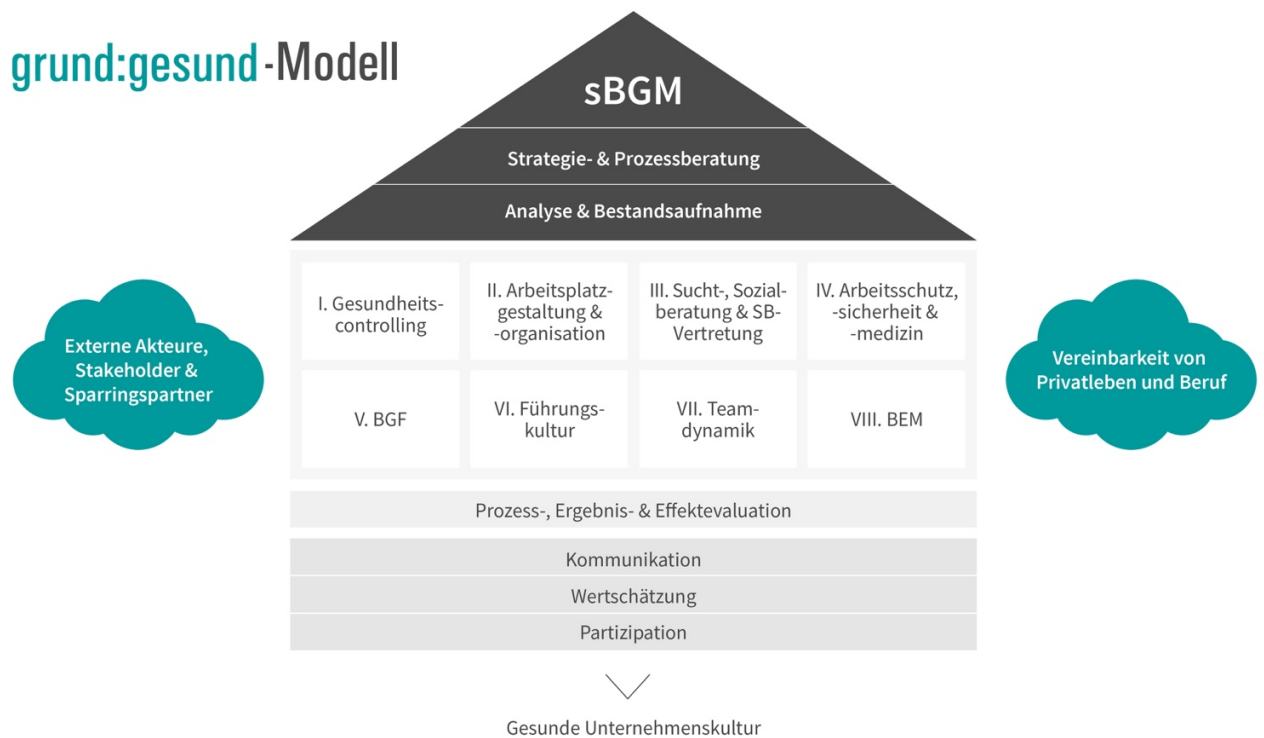 grund:gesund-Modell
sBGM
Strategie- & Prozessberatung
Analyse & Bestandsaufnahme
Externe Akteure,
Stakeholder &
Sparringspartner
I. Gesundheits-
controlling
II. Arbeitsplatz-
gestaltung &
-organisation
III. Sucht-, Sozial-
beratung & SB-
Vertretung
IV. Arbeitsschutz,
-sicherheit &
-medizin
V. BGF
VI. Führungs-
kultur
VII. Team-
dynamik
VIII. BEM
Vereinbarkeit von
Privatleben und Beruf
Prozess-, Ergebnis- & Effektevaluation
Kommunikation
Wertschätzung
Partizipation
Gesunde Unternehmenskultur